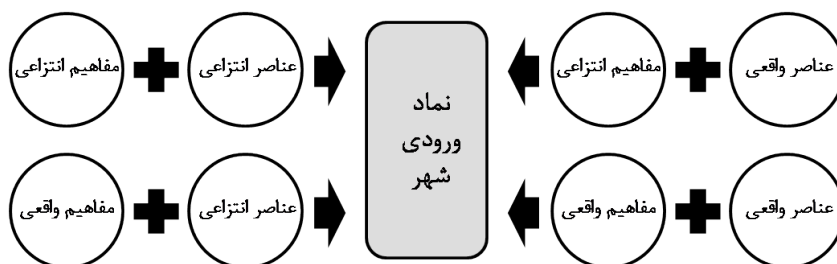 عناصر واقعی
مفاهیم انتزاعی
عناصر انتزاعی
مفاهیم انتزاعی
نماد
ورودی
شهر
عناصر واقعی
مفاهیم واقعی
عناصر انتزاعی
مفاهیم واقعی